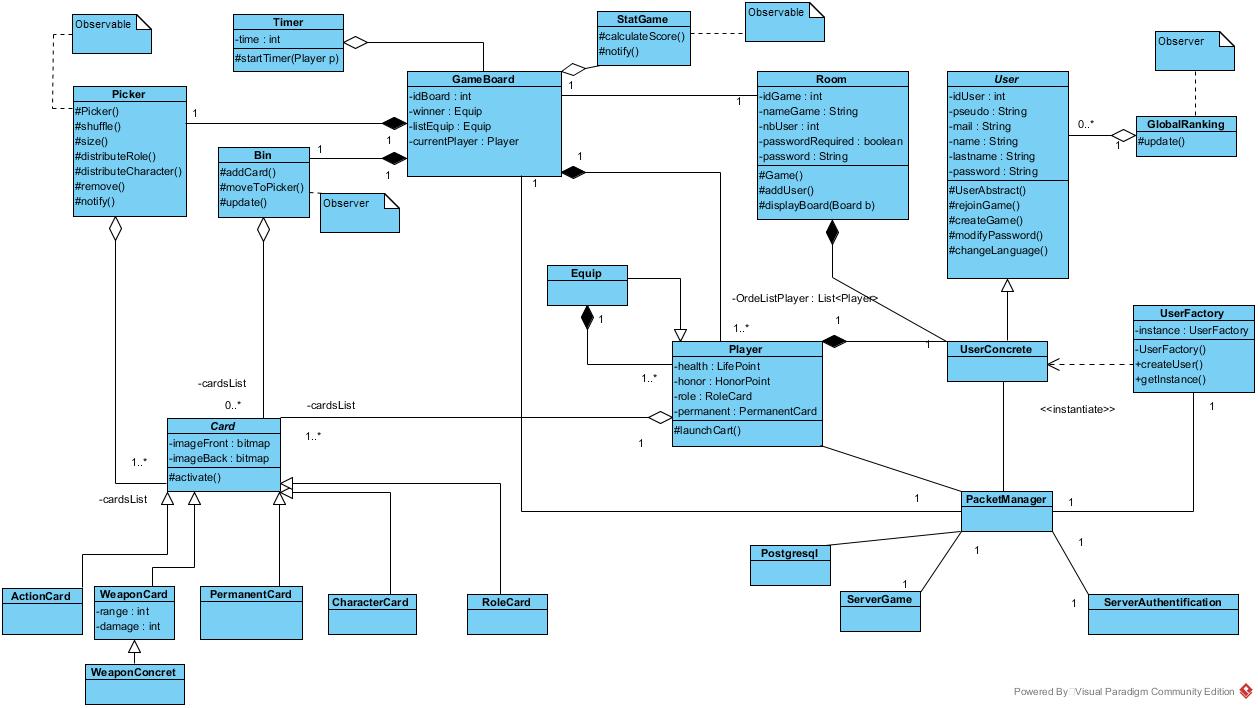 Observable
Timer
-time : int
#startTimer(Player p)
StatGame
#calculateScore()
#notify()
Observable
Observer
Picker
#Picker()
#shuffle()
#size()
#distributeRole()
#distributeCharacter()
#remove()
#notify()
GameBoard
-idBoard : int
-winner : Equip
-listEquip : Equip
-currentPlayer : Player
Room
-idGame : int
-nameGame : String
-nbUser : int
-passwordRequired : boolean
-password : String
#Game()
#addUser()
#displayBoard(Board b)
User
-idUser : int
-pseudo : String
-mail : String
-name : String
-lastname : String
-password : String
#UserAbstract()
#rejoinGame()
#createGame()
#modifyPassword()
#changeLanguage()
GlobalRanking
#update()
0..*
1
1
1
1
1
1
1
1
1
Bin
#addCard()
#moveToPicker()
#update()
Observer
Equip
1
1..*
-OrdeListPlayer : List<Player>
1
1..*
1
Player
-health : LifePoint
-honor : HonorPoint
-role : RoleCard
-permanent : PermanentCard
#launchCart()
UserConcrete
UserFactory
-instance : UserFactory
-UserFactory()
+createUser()
+getInstance()
<<instantiate>>
1
-cardsList
0..*
-cardsList
1..*
1
Card
-imageFront : bitmap
-imageBack : bitmap
#activate()
1..*
-cardsList
PacketManager
1
1
1
1
1
1
Postgresql
ServerGame
ServerAuthentification
ActionCard
WeaponCard
-range : int
-damage : int
PermanentCard
CharacterCard
RoleCard
WeaponConcret
Powered By Visual Paradigm Community Edition